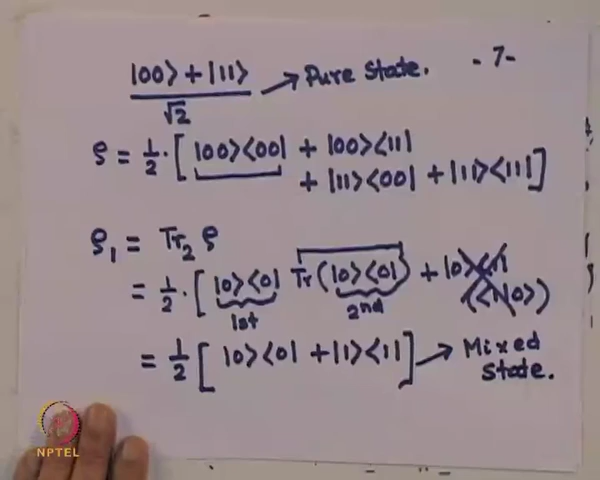 |00> + |11> / √2 → Pure State. - 7 -
ρ = 1/2 · [ |00><00| + |00><11|
+ |11><00| + |11><11| ]
ρ₁ = Tr₂ ρ
= 1/2 · [ |0><0| Tr( |0><0| ) + |0><1|
1st 2nd (<1|0>)
= 1/2 [ |0><0| + |1><1| ] → Mixed
State.
NPTEL